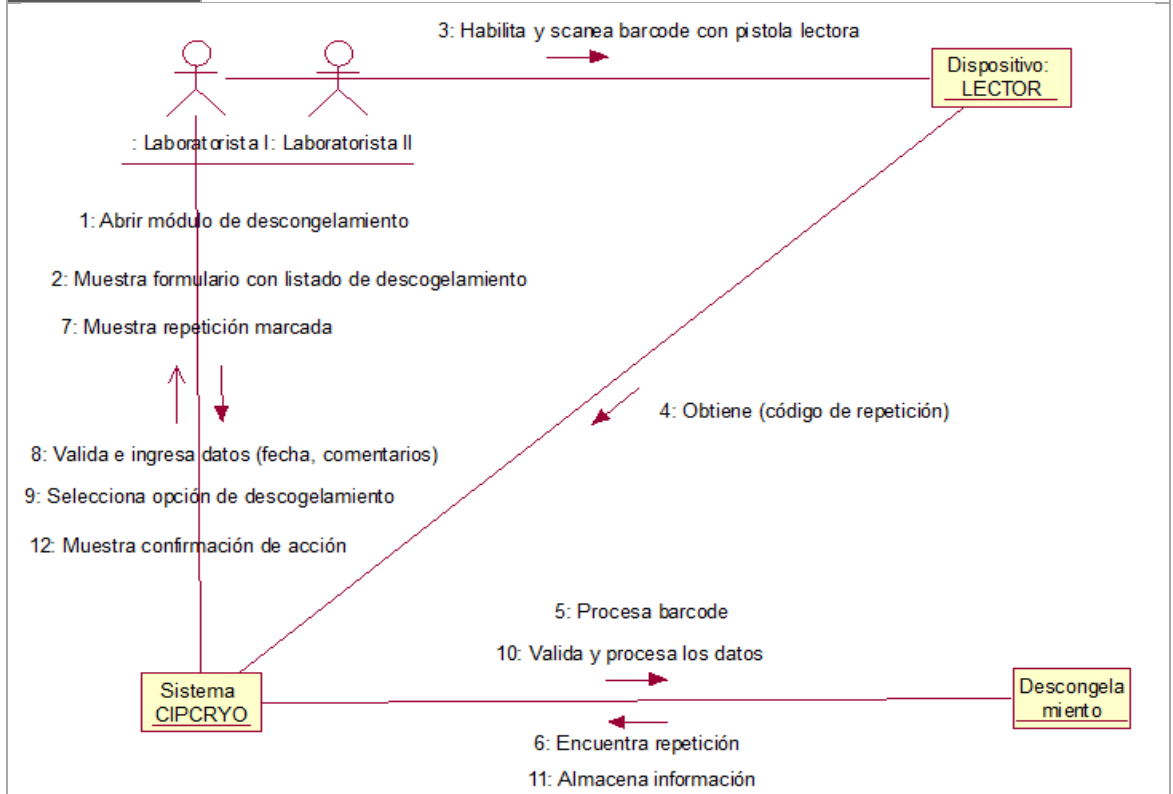 3: Habilita y scanea barcode con pistola lectora
Dispositivo:
LECTOR
: Laboratorista I
: Laboratorista II
1: Abrir módulo de descongelamiento
2: Muestra formulario con listado de descogelamiento
7: Muestra repetición marcada
4: Obtiene (código de repetición)
8: Valida e ingresa datos (fecha, comentarios)
9: Selecciona opción de descogelamiento
12: Muestra confirmación de acción
5: Procesa barcode
10: Valida y procesa los datos
Sistema
CIPCRYO
Descongela
miento
6: Encuentra repetición
11: Almacena información